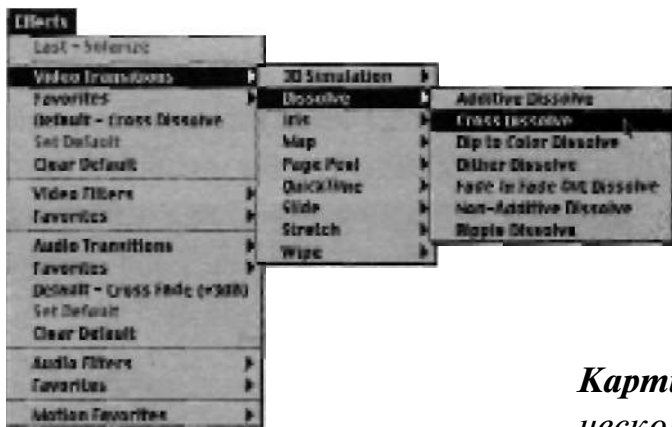 Effects
Last - Solarize
Video Transitions
Favorites
Default - Cross Dissolve
Set Default
Clear Default
Video Filters
Favorites
Audio Transitions
Favorites
Default - Cross Fade (+3dB)
Set Default
Clear Default
Audio Filters
Favorites
Motion Favorites
3D Simulation
Dissolve
Iris
Map
Page Peel
QuickTime
Slide
Stretch
Wipe
Additive Dissolve
Cross Dissolve
Dip to Color Dissolve
Dither Dissolve
Fade In Fade Out Dissolve
Non-Additive Dissolve
Ripple Dissolve